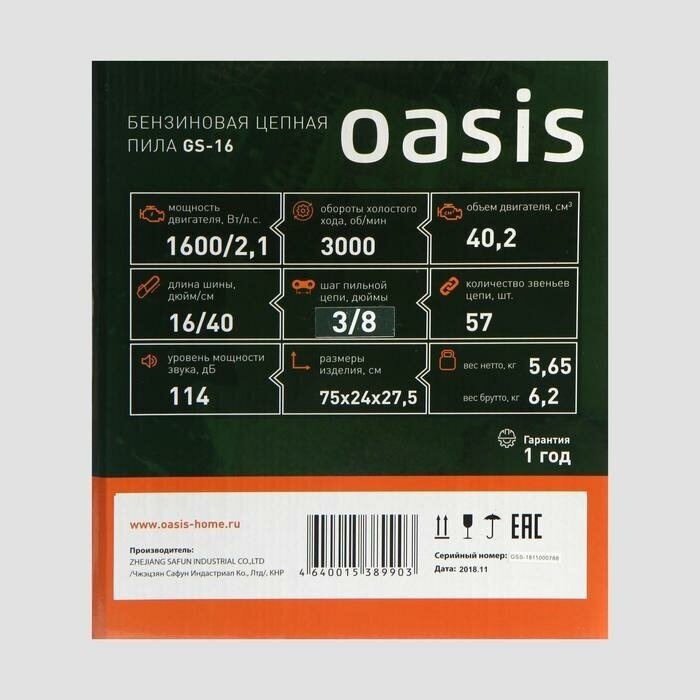 БЕНЗИНОВАЯ ЦЕПНАЯ
ПИЛА GS-16
oasis
мощность
двигателя, Вт/л.с.
1600/2,1
обороты холостого
хода, об/мин
3000
объем двигателя, см³
40,2
длина шины,
дюйм/см
16/40
шаг пильной
цепи, дюймы
3/8
количество звеньев
цепи, шт.
57
уровень мощности
звука, дБ
114
размеры
изделия, см
75x24x27,5
вес нетто, кг 5,65
вес брутто, кг 6,2
Гарантия
1 год
www.oasis-home.ru
Производитель:
ZHEJIANG SAFUN INDUSTRIAL CO.,LTD
/Чжэцзян Сафун Индастриал Ко., Лтд/, КНР
4 640015 389903
EAC
Серийный номер: GSS-1811000788
Дата: 2018.11